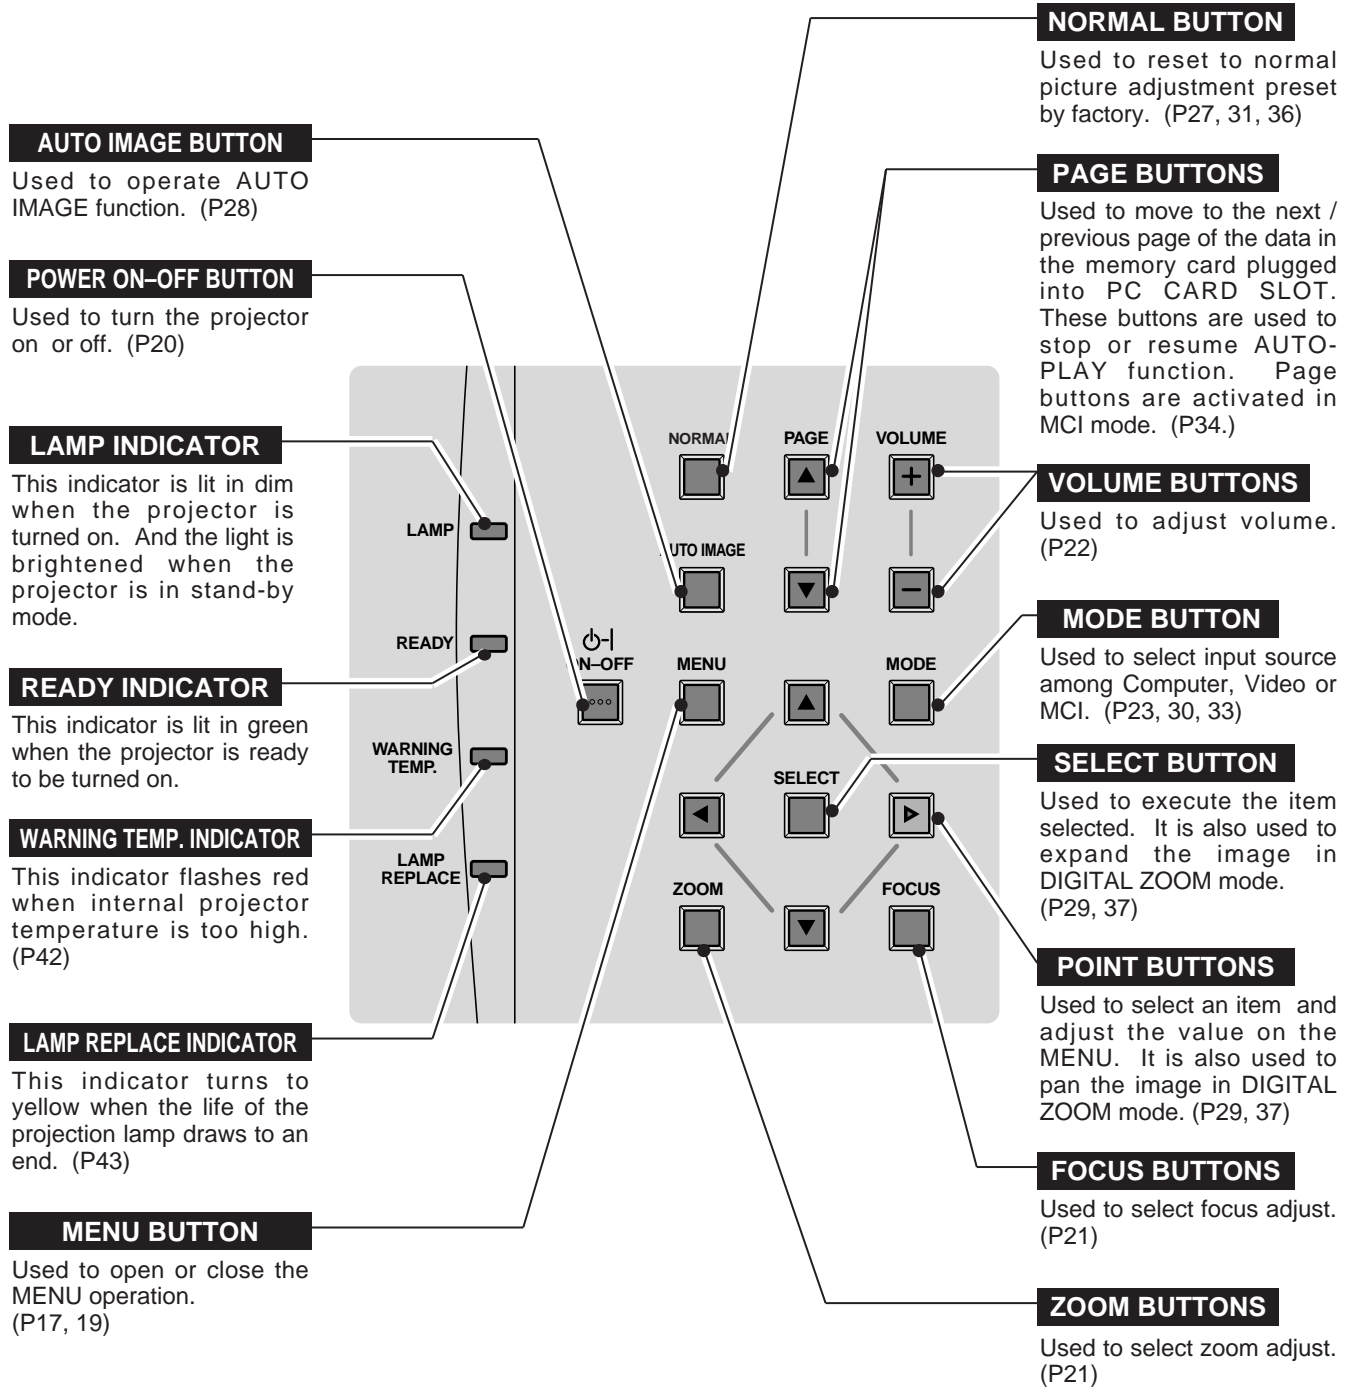 AUTO IMAGE BUTTON
Used to operate AUTO
IMAGE function. (P28)
POWER ON–OFF BUTTON
Used to turn the projector
on or off. (P20)
LAMP INDICATOR
This indicator is lit in dim
when the projector is
turned on. And the light is
brightened when the
projector is in stand-by
mode.
READY INDICATOR
This indicator is lit in green
when the projector is ready
to be turned on.
WARNING TEMP. INDICATOR
This indicator flashes red
when internal projector
temperature is too high.
(P42)
LAMP REPLACE INDICATOR
This indicator turns to
yellow when the life of the
projection lamp draws to an
end. (P43)
MENU BUTTON
Used to open or close the
MENU operation.
(P17, 19)
NORMAL
PAGE
VOLUME
LAMP
AUTO IMAGE
READY
ON–OFF
MENU
MODE
WARNING
TEMP.
SELECT
LAMP
REPLACE
ZOOM
FOCUS
NORMAL BUTTON
Used to reset to normal
picture adjustment preset
by factory. (P27, 31, 36)
PAGE BUTTONS
Used to move to the next /
previous page of the data in
the memory card plugged
into PC CARD SLOT.
These buttons are used to
stop or resume AUTO-
PLAY function. Page
buttons are activated in
MCI mode. (P34.)
VOLUME BUTTONS
Used to adjust volume.
(P22)
MODE BUTTON
Used to select input source
among Computer, Video or
MCI. (P23, 30, 33)
SELECT BUTTON
Used to execute the item
selected. It is also used to
expand the image in
DIGITAL ZOOM mode.
(P29, 37)
POINT BUTTONS
Used to select an item and
adjust the value on the
MENU. It is also used to
pan the image in DIGITAL
ZOOM mode. (P29, 37)
FOCUS BUTTONS
Used to select focus adjust.
(P21)
ZOOM BUTTONS
Used to select zoom adjust.
(P21)